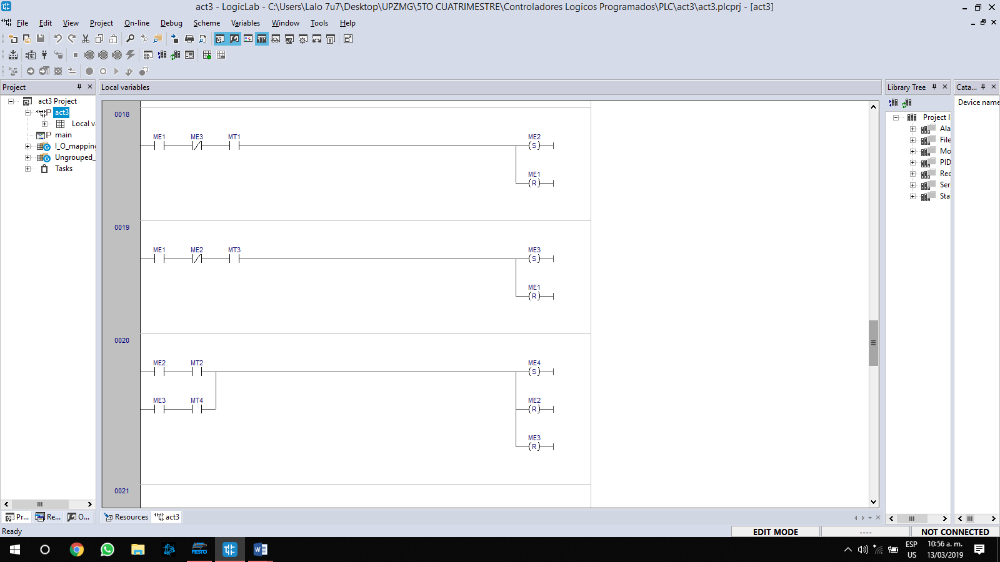 act3 - LogicLab - C:\Users\Lalo 7u7\Desktop\UPZMG\5TO CUATRIMESTRE\Controladores Logicos Programados\PLC\act3\act3.plcprj - [act3]
File Edit View Project On-line Debug Scheme Variables Window Tools Help
Project
Local variables
Library Tree
Cata...
act3 Project
act3
Local v
main
I_O_mapping
Ungrouped_
Tasks
0018
ME1 ME3 MT1 ME2
S
ME1
R
0019
ME1 ME2 MT3 ME3
S
ME1
R
0020
ME2 MT2 ME4
S
ME3 MT4 ME2
R
ME3
R
0021
Project l
Ala
File
Mo
PID
Rec
Ser
Sta
Device name
Pr... Re... O...
Resources act3
Ready
EDIT MODE ---- NOT CONNECTED
FESTO
ESP
US
10:56 a. m.
13/03/2019